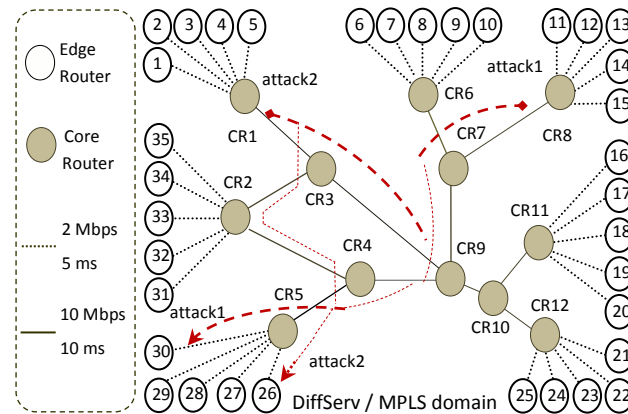 Edge
Router
Core
Router
2 Mbps
5 ms
10 Mbps
10 ms
2
3
4
5
1
attack2
CR1
6
7
8
9
10
CR6
CR7
11
12
13
14
15
attack1
CR8
35
34
33
32
31
CR2
CR3
CR4
CR9
16
17
18
19
20
CR11
CR10
CR12
attack1
CR5
30
29
28
27
26
attack2
21
22
23
24
25
DiffServ / MPLS domain